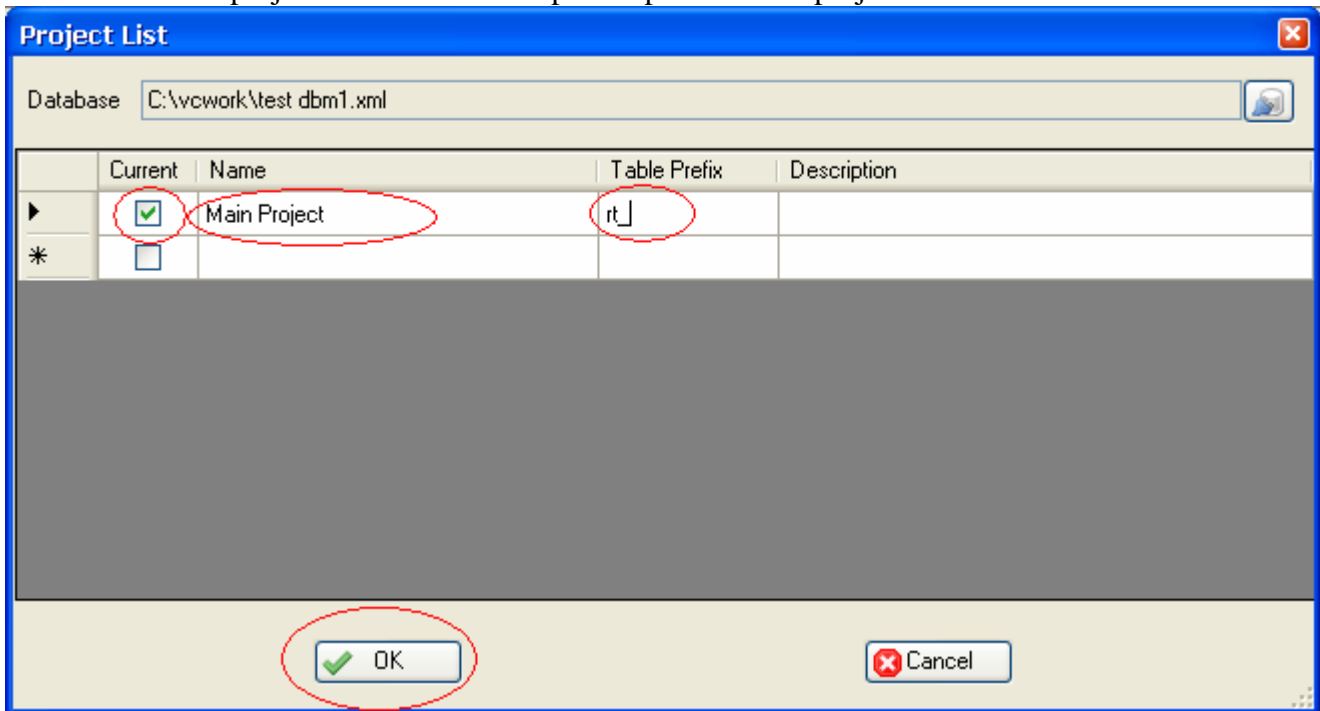 Project List
Database C:\vcwork\test dbm1.xml
Current Name Table Prefix Description
Main Project rt_
OK Cancel